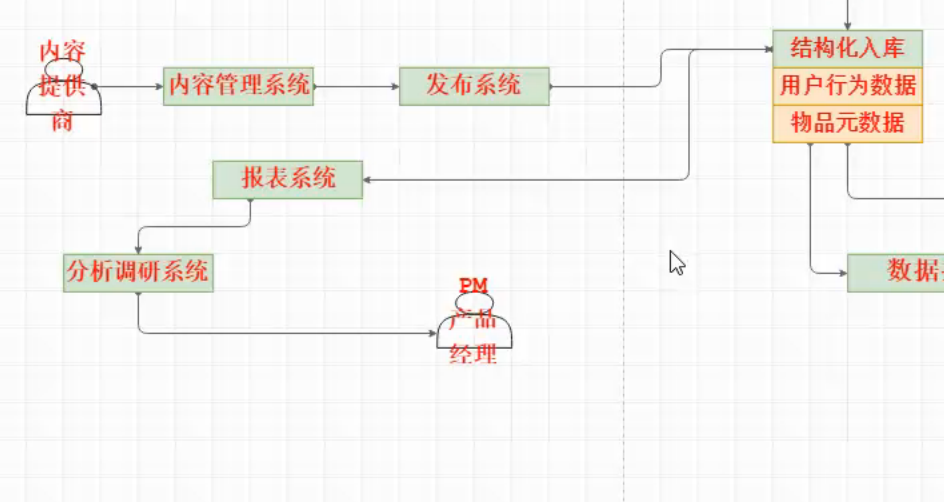 内容
提供
商
内容管理系统
发布系统
结构化入库
用户行为数据
物品元数据
报表系统
分析调研系统
数据
PM
产品
经理